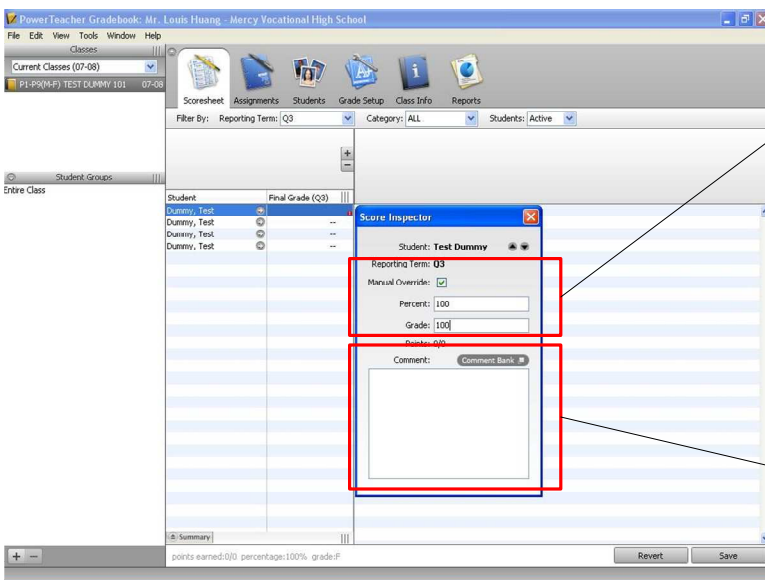 PowerTeacher Gradebook: Mr. Louis Huang - Mercy Vocational High School
File Edit View Tools Window Help
Classes
Current Classes (07-08)
P1-P9(M-F) TEST DUMMY 101 07-08
Scoresheet Assignments Students Grade Setup Class Info Reports
Filter By: Reporting Term: Q3 Category: ALL Students: Active
Student Groups
Entire Class
Student Final Grade (Q3)
Dummy, Test
Dummy, Test --
Dummy, Test --
Dummy, Test --
Score Inspector
Student: Test Dummy
Reporting Term: Q3
Manual Override:
Percent: 100
Grade: 100
Points: 0/0
Comment: Comment Bank
Summary
points earned:0/0 percentage:100% grade:F
Revert Save